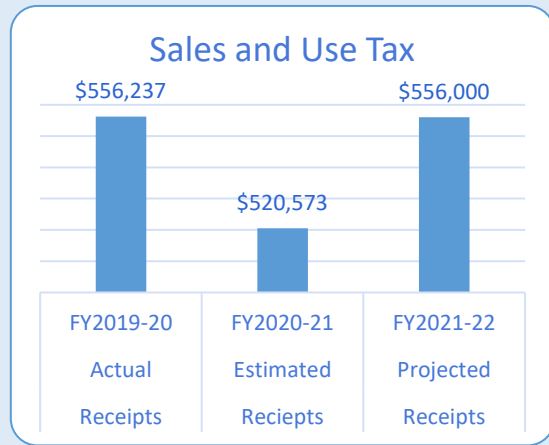 Sales and Use Tax
$556,237
$556,000
$520,573
FY2019-20 FY2020-21 FY2021-22
Actual Estimated Projected
Receipts Reciepts Receipts